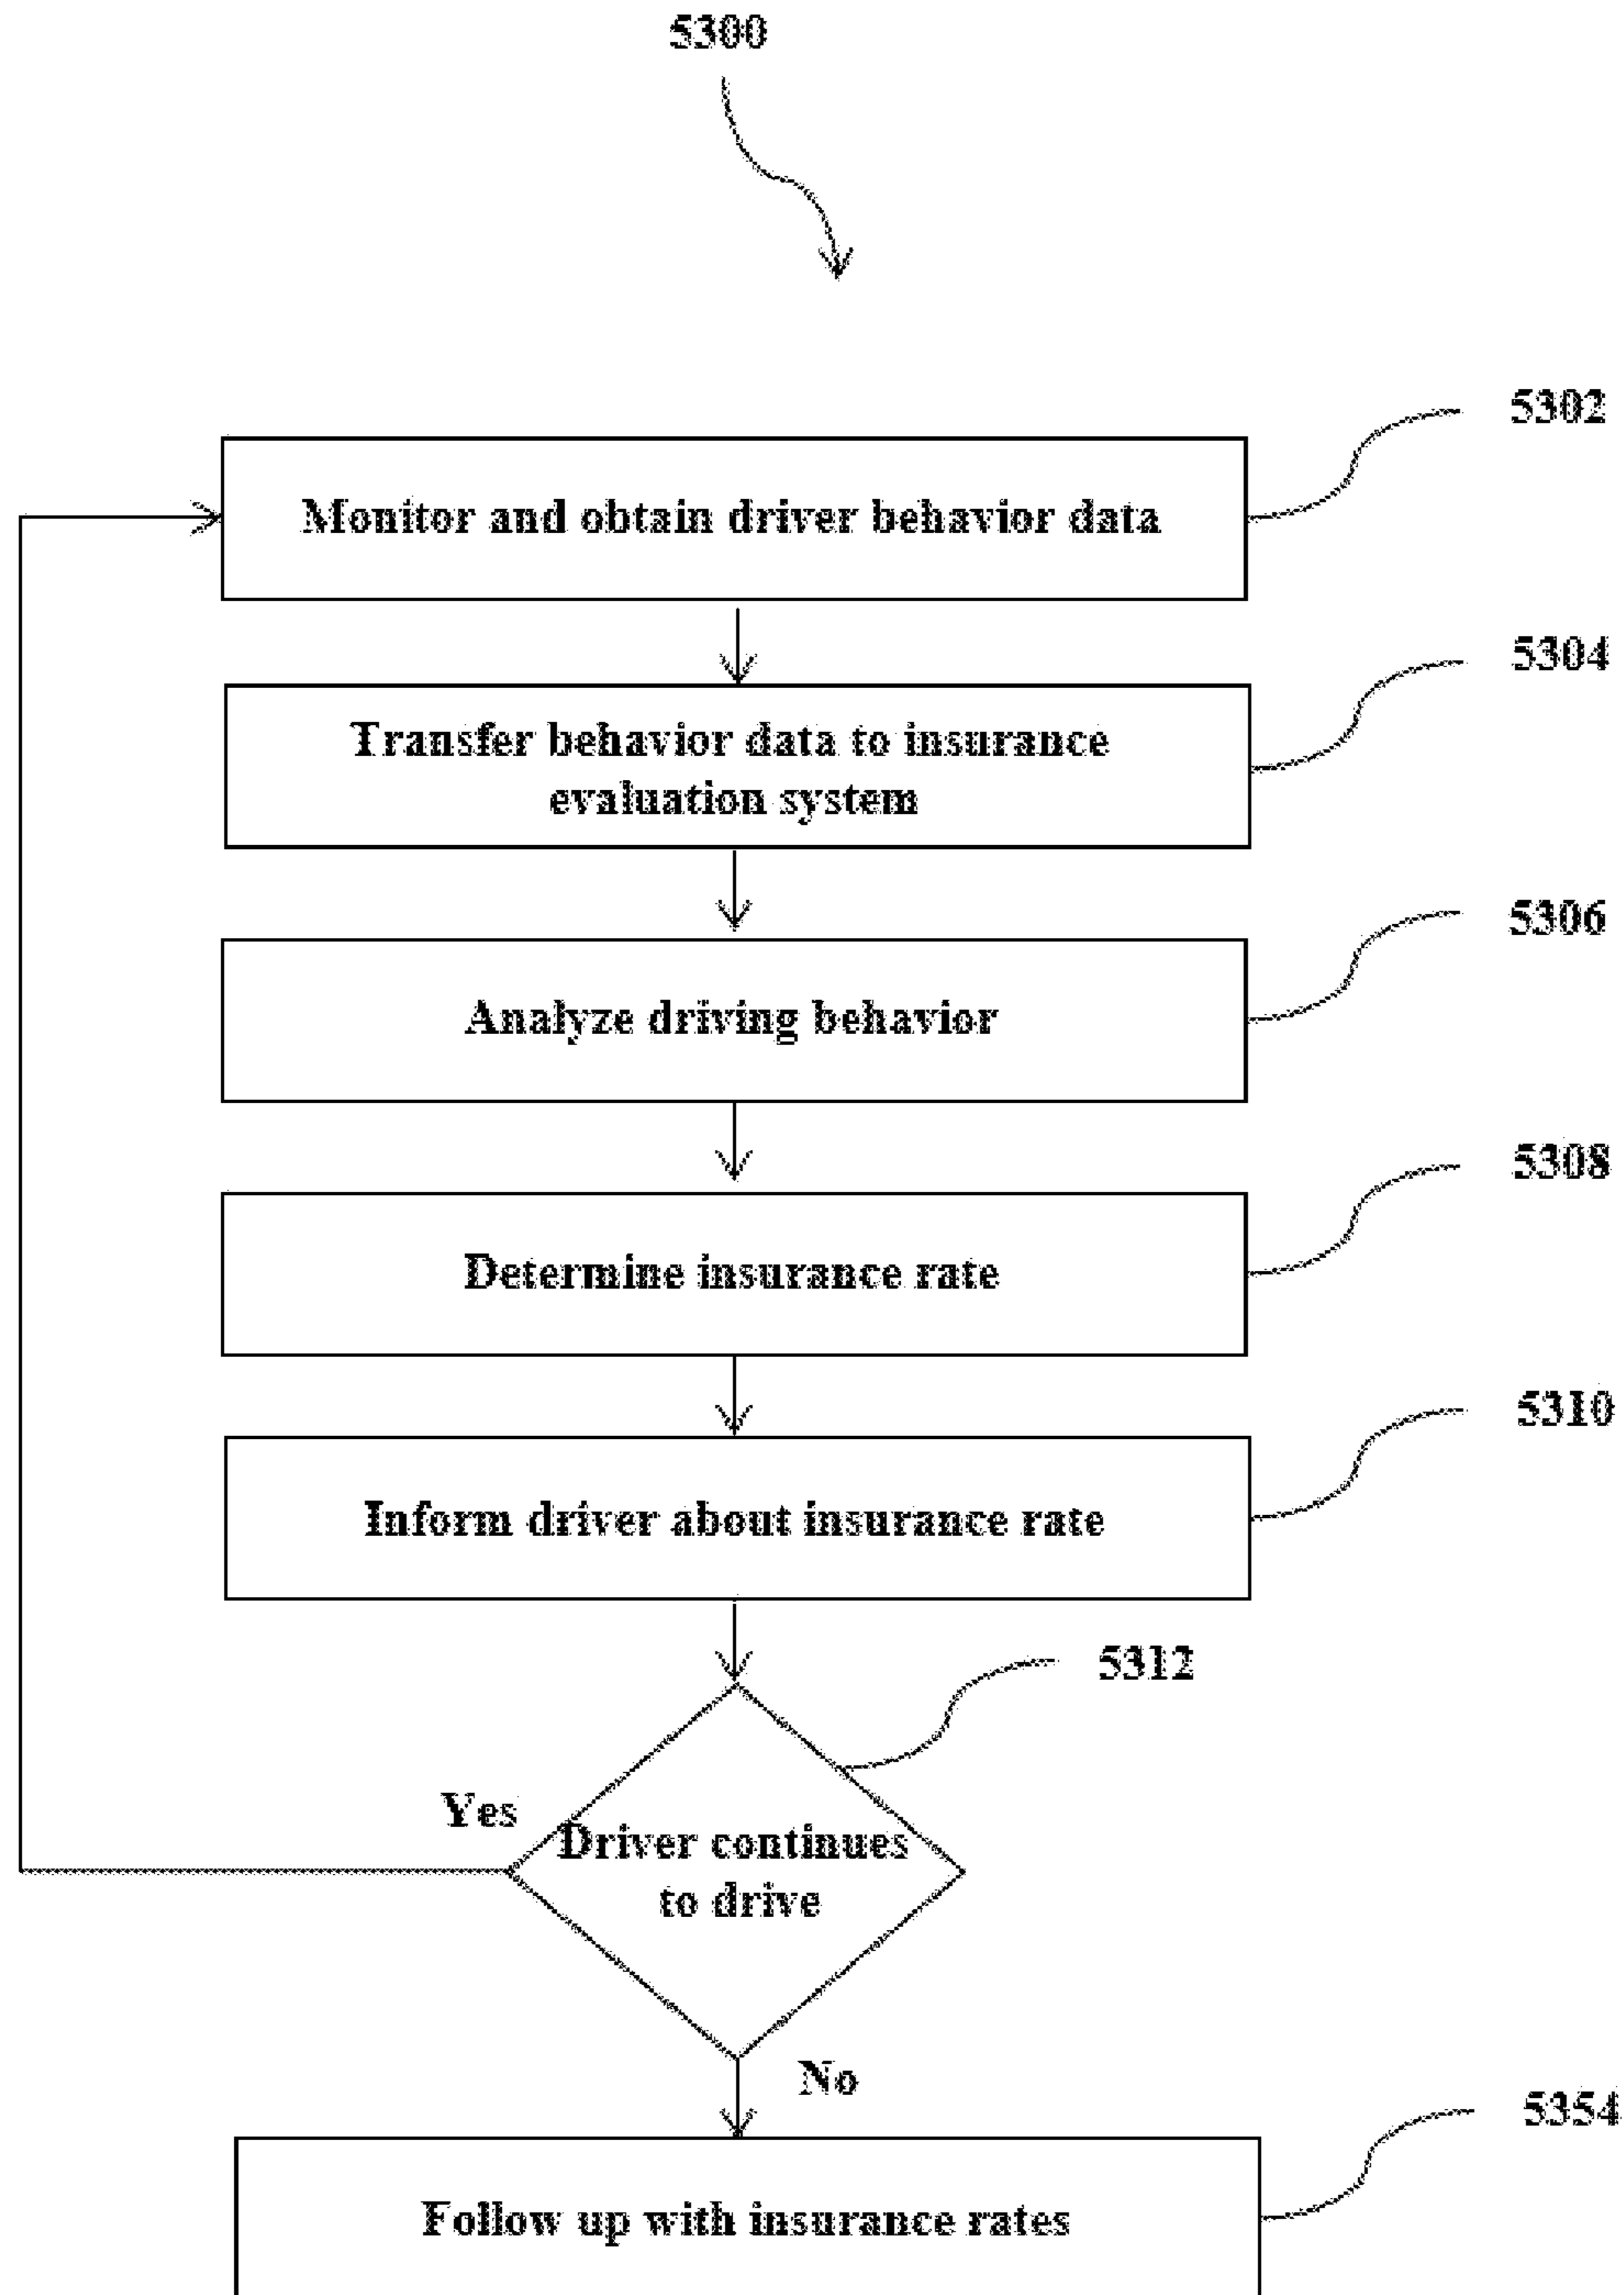 5300
5302
Monitor and obtain driver behavior data
5304
Transfer behavior data to insurance
evaluation system
5306
Analyze driving behavior
5308
Determine insurance rate
5310
Inform driver about insurance rate
5312
Yes
Driver continues
to drive
No
5354
Follow up with insurance rates